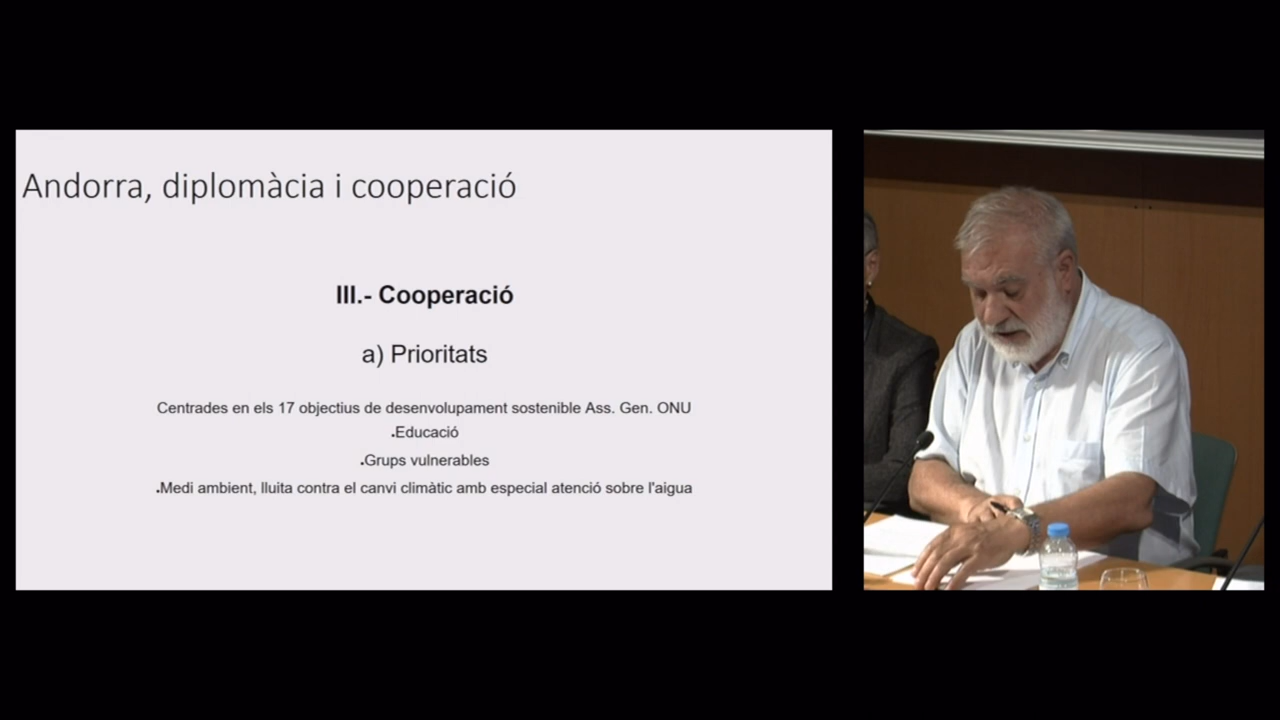 Andorra, diplomàcia i cooperació
III.- Cooperació
a) Prioritats
Centrades en els 17 objectius de desenvolupament sostenible Ass. Gen. ONU
.Educació
.Grups vulnerables
.Medi ambient, lluita contra el canvi climàtic amb especial atenció sobre l'aigua